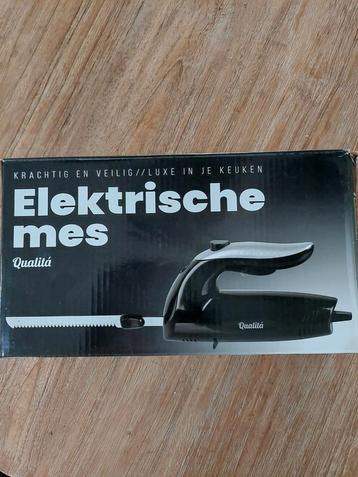 KRACHTIG EN VEILIG//LUXE IN JE KEUKEN
Elektrische
mes
Qualitá
Qualitá